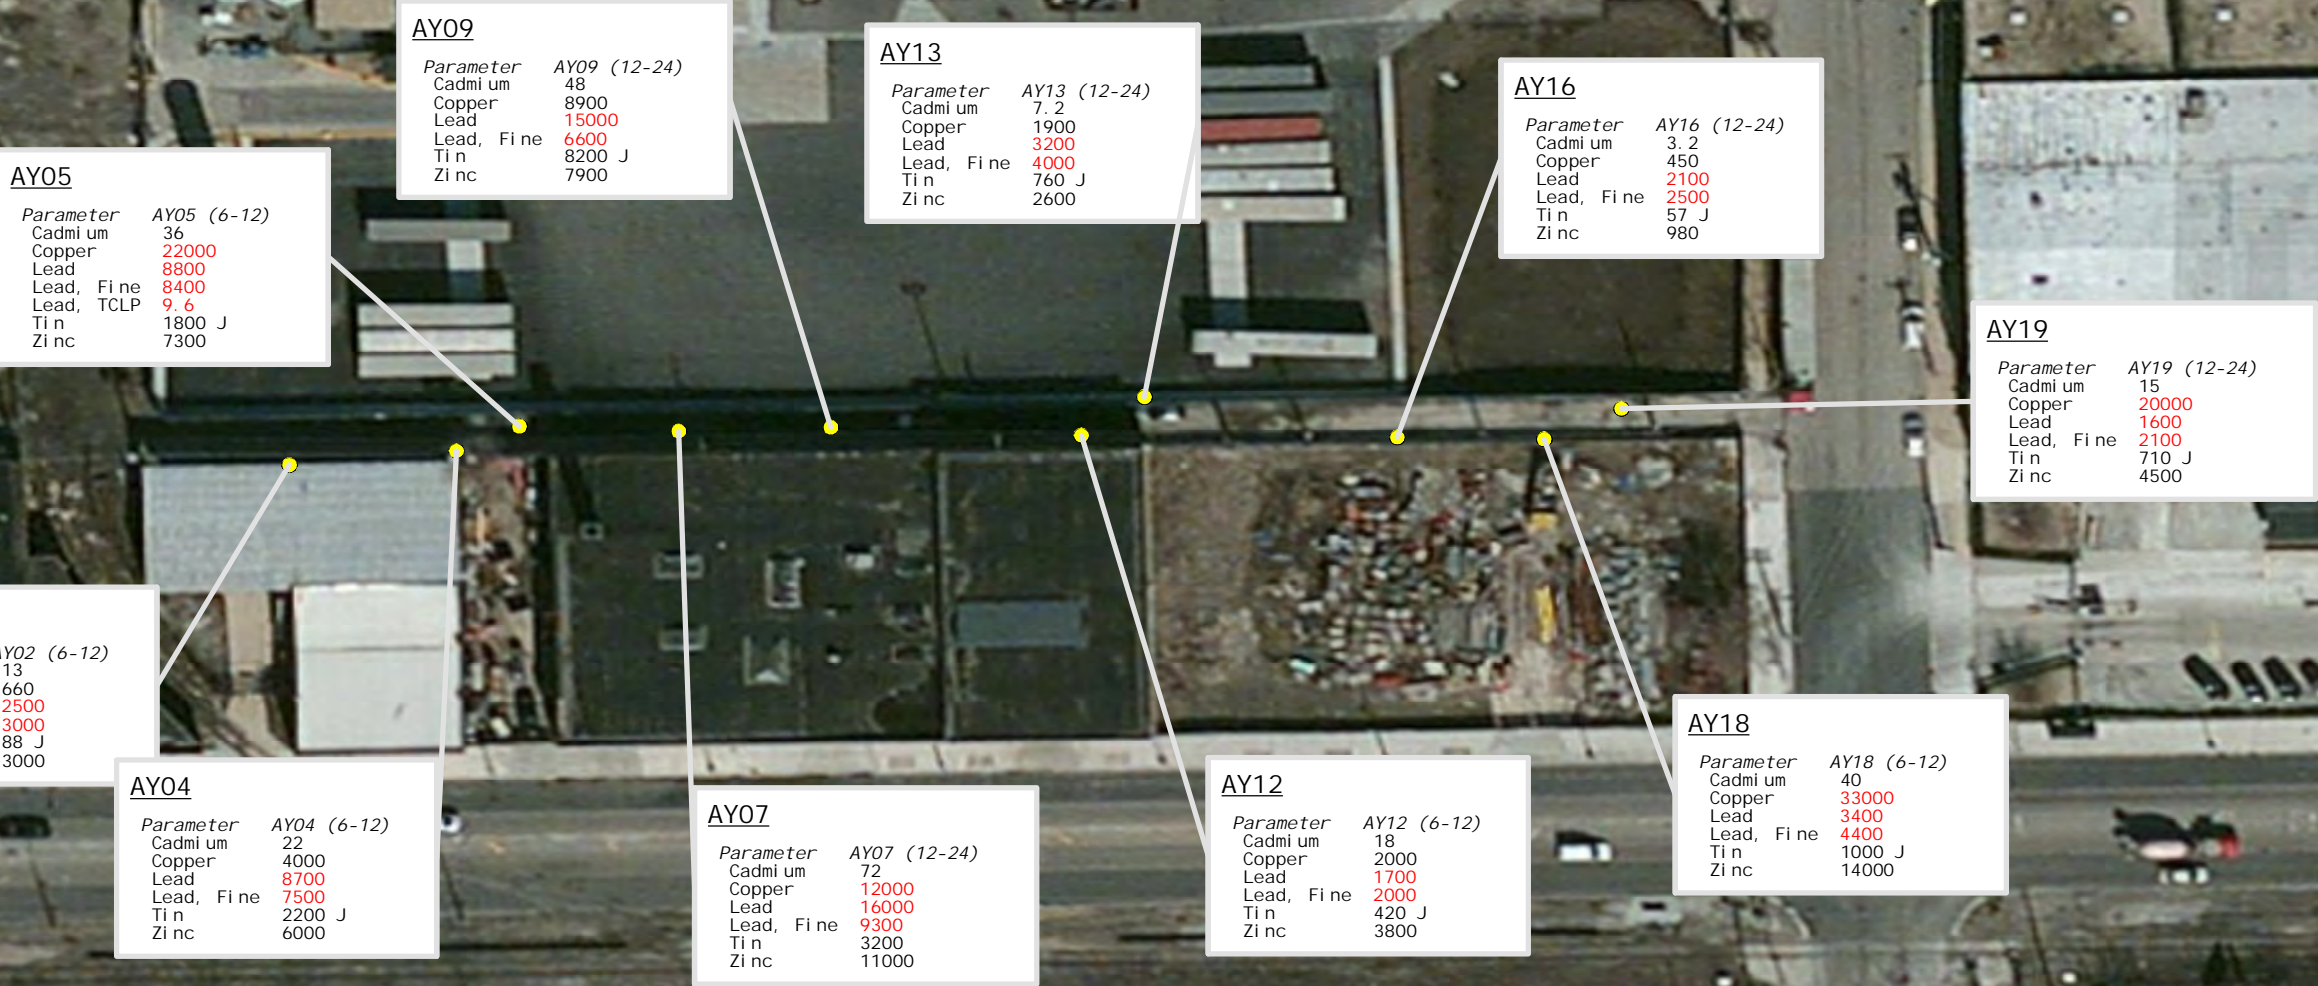 AY09
Parameter AY09 (12-24)
Cadmium 48
Copper 8900
Lead 15000
Lead, Fine 6600
Tin 8200 J
Zinc 7900
AY13
Parameter AY13 (12-24)
Cadmium 7.2
Copper 1900
Lead 3200
Lead, Fine 4000
Tin 760 J
Zinc 2600
AY16
Parameter AY16 (12-24)
Cadmium 3.2
Copper 450
Lead 2100
Lead, Fine 2500
Tin 57 J
Zinc 980
AY05
Parameter AY05 (6-12)
Cadmium 36
Copper 22000
Lead 8800
Lead, Fine 8400
Lead, TCLP 9.6
Tin 1800 J
Zinc 7300
AY19
Parameter AY19 (12-24)
Cadmium 15
Copper 20000
Lead 1600
Lead, Fine 2100
Tin 710 J
Zinc 4500
AY02 (6-12)
13
660
2500
3000
88 J
3000
AY04
Parameter AY04 (6-12)
Cadmium 22
Copper 4000
Lead 8700
Lead, Fine 7500
Tin 2200 J
Zinc 6000
AY07
Parameter AY07 (12-24)
Cadmium 72
Copper 12000
Lead 16000
Lead, Fine 9300
Tin 3200
Zinc 11000
AY12
Parameter AY12 (6-12)
Cadmium 18
Copper 2000
Lead 1700
Lead, Fine 2000
Tin 420 J
Zinc 3800
AY18
Parameter AY18 (6-12)
Cadmium 40
Copper 33000
Lead 3400
Lead, Fine 4400
Tin 1000 J
Zinc 14000